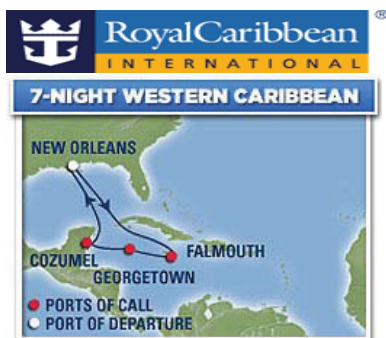 RoyalCaribbean ®
INTERNATIONAL
7-NIGHT WESTERN CARIBBEAN
NEW ORLEANS
FALMOUTH
COZUMEL
GEORGETOWN
PORTS OF CALL
PORT OF DEPARTURE